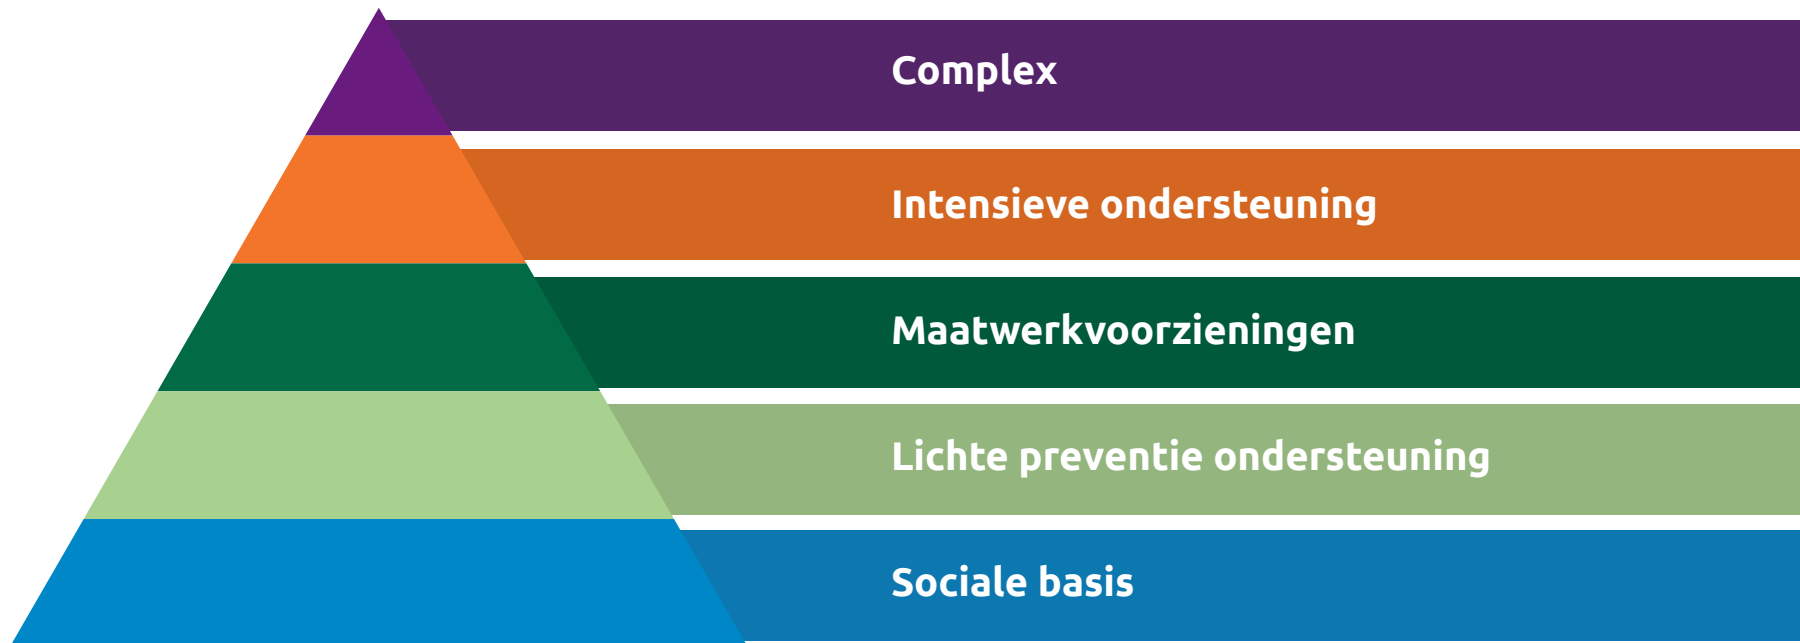 Complex
Intensieve ondersteuning
Maatwerkvoorzieningen
Lichte preventie ondersteuning
Sociale basis